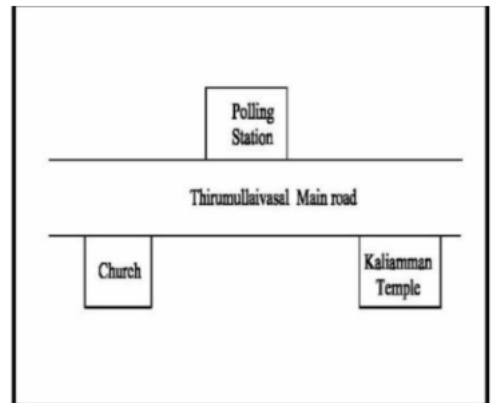 Polling
Station
Thirumullaivasal Main road
Church
Kaliamman
Temple